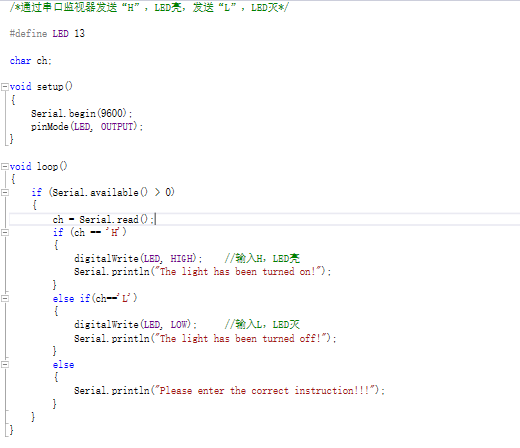 /*通过串口监视器发送“H”，LED亮，发送“L”，LED灭*/
#define LED 13
char ch;
void setup()
{
Serial.begin(9600);
pinMode(LED, OUTPUT);
}
void loop()
{
if (Serial.available() > 0)
{
ch = Serial.read();
if (ch == 'H')
{
digitalWrite(LED, HIGH); //输入H，LED亮
Serial.println("The light has been turned on!");
}
else if(ch=='L')
{
digitalWrite(LED, LOW); //输入L，LED灭
Serial.println("The light has been turned off!");
}
else
{
Serial.println("Please enter the correct instruction!!!");
}
}
}